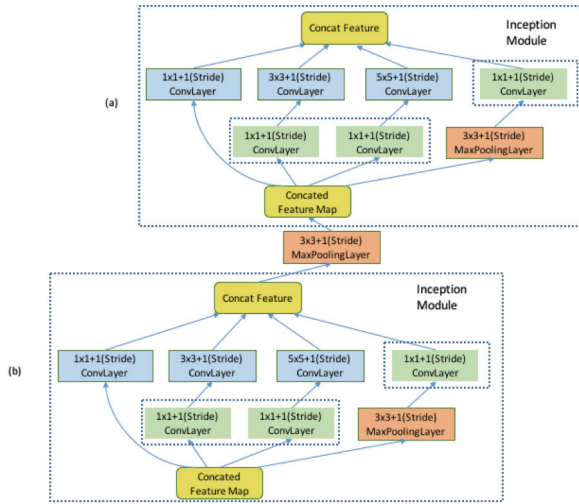 Concat Feature
Inception
Module
1x1+1(Stride)
ConvLayer
3x3+1(Stride)
ConvLayer
5x5+1(Stride)
ConvLayer
1x1+1(Stride)
ConvLayer
(a)
1x1+1(Stride)
ConvLayer
1x1+1(Stride)
ConvLayer
3x3+1(Stride)
MaxPoolingLayer
Concated
Feature Map
3x3+1(Stride)
MaxPoolingLayer
Concat Feature
Inception
Module
1x1+1(Stride)
ConvLayer
3x3+1(Stride)
ConvLayer
5x5+1(Stride)
ConvLayer
1x1+1(Stride)
ConvLayer
(b)
1x1+1(Stride)
ConvLayer
1x1+1(Stride)
ConvLayer
3x3+1(Stride)
MaxPoolingLayer
Concated
Feature Map